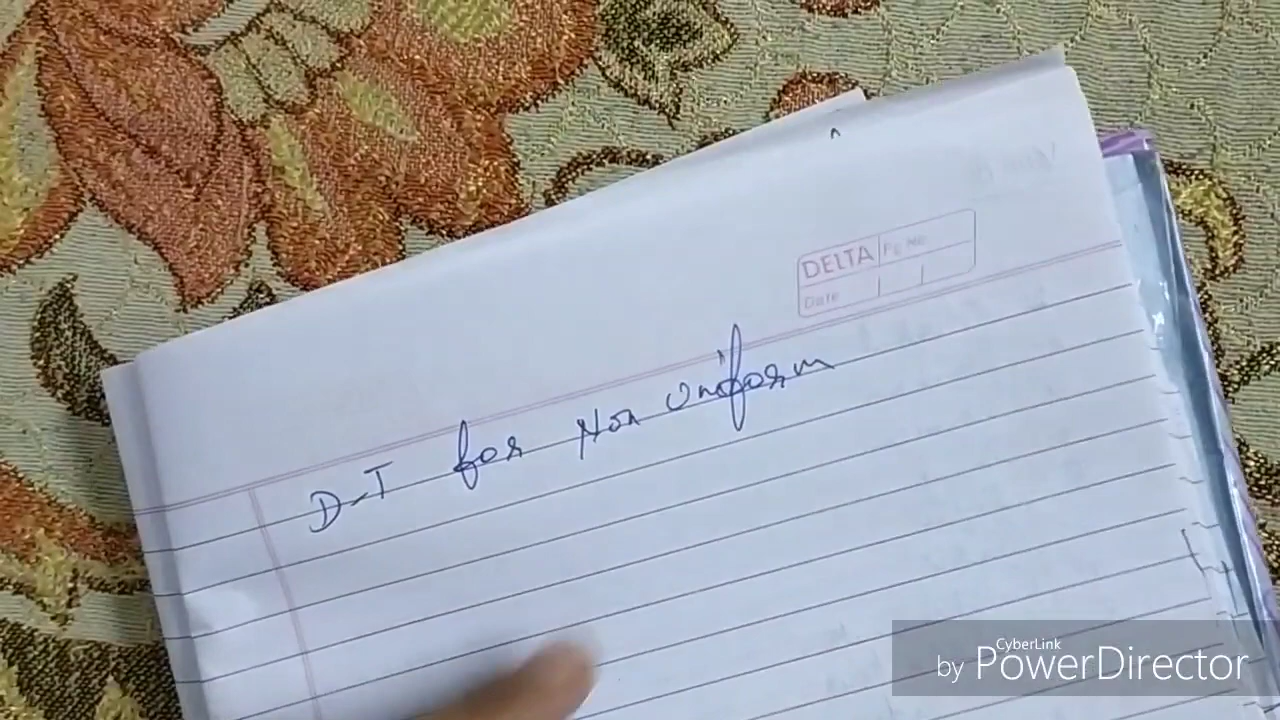 DELTA Pg No.
Date
D-T for Non Uniform
CyberLink
by PowerDirector